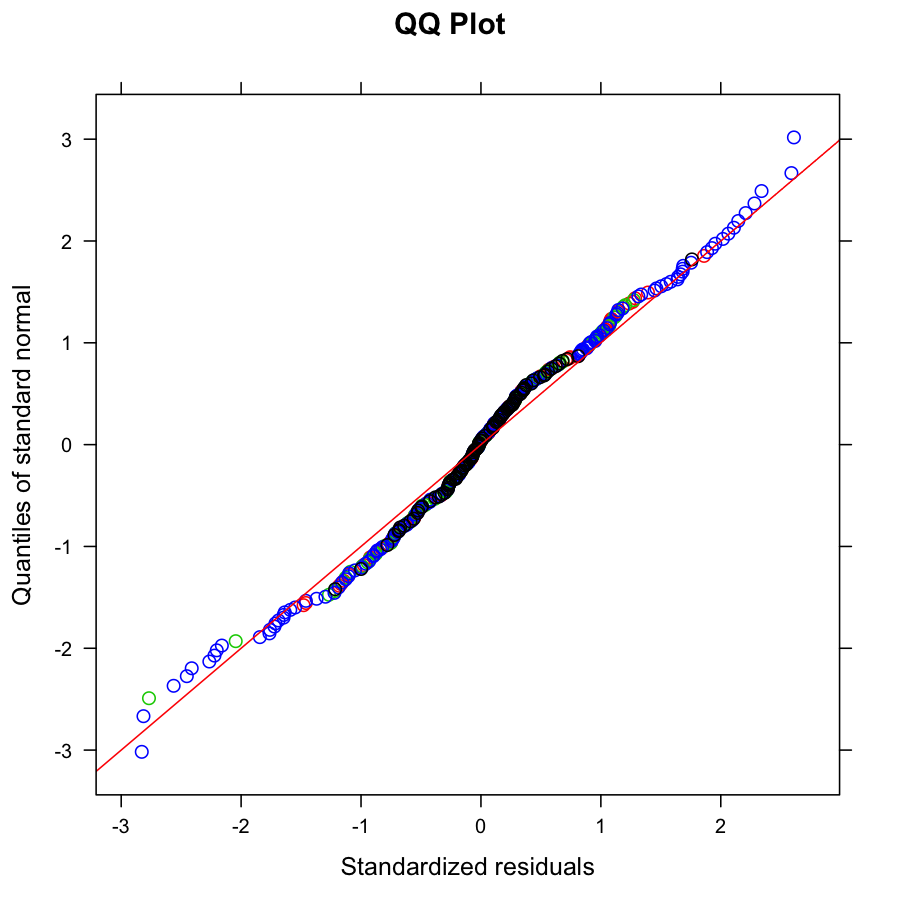 QQ Plot
Quantiles of standard normal
3
2
1
0
-1
-2
-3
-3 -2 -1 0 1 2
Standardized residuals